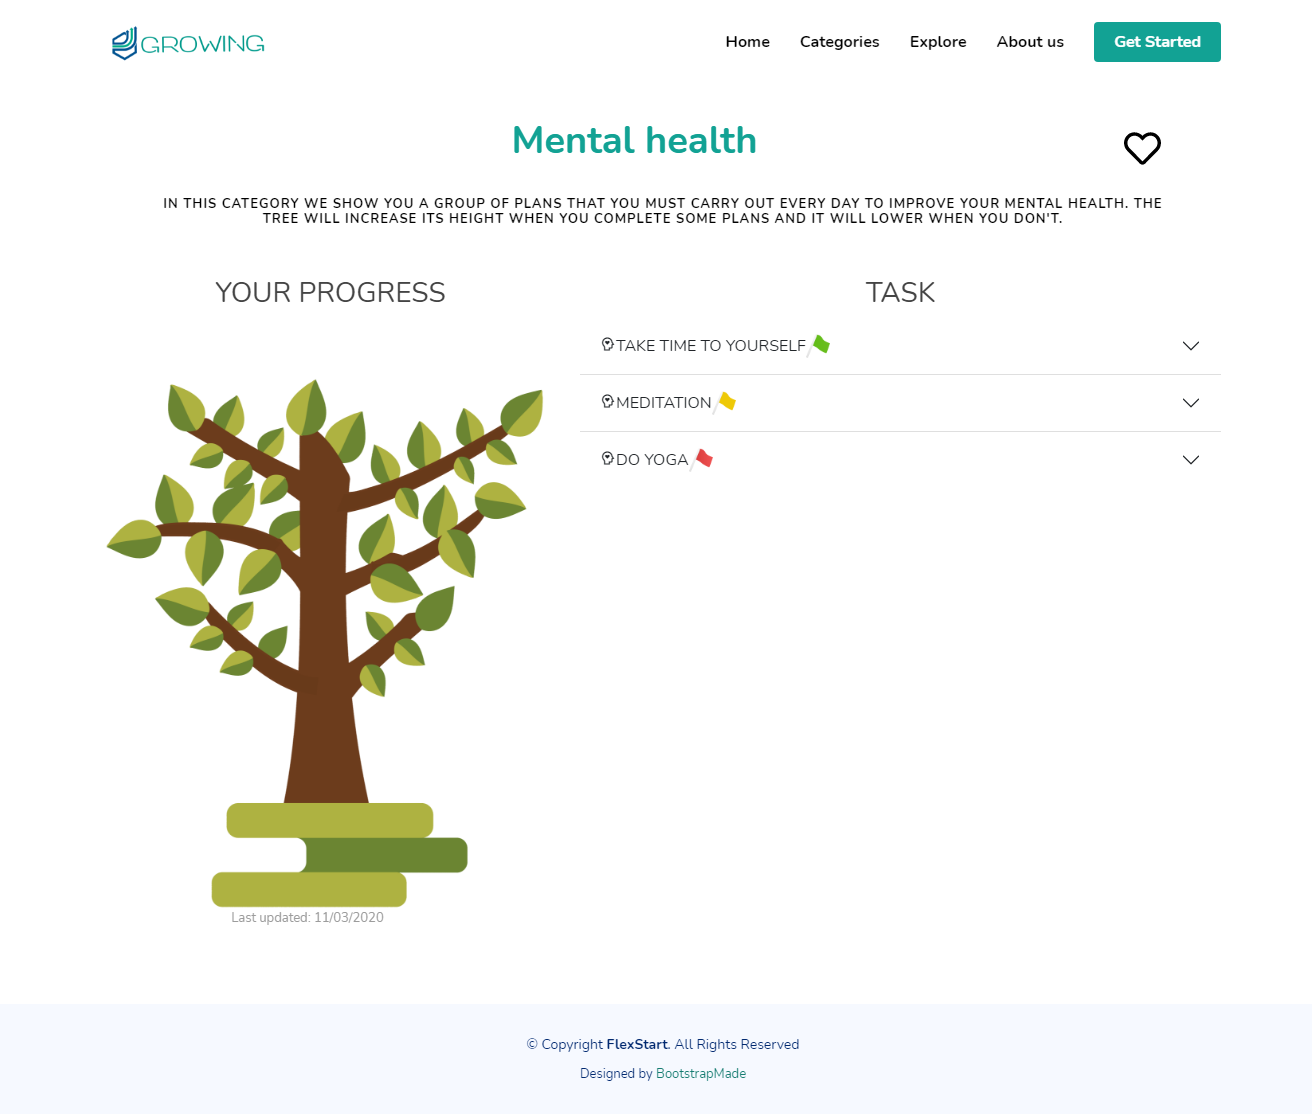 GROWING
Home Categories Explore About us Get Started
Mental health
IN THIS CATEGORY WE SHOW YOU A GROUP OF PLANS THAT YOU MUST CARRY OUT EVERY DAY TO IMPROVE YOUR MENTAL HEALTH. THE
TREE WILL INCREASE ITS HEIGHT WHEN YOU COMPLETE SOME PLANS AND IT WILL LOWER WHEN YOU DON'T.
YOUR PROGRESS
TASK
TAKE TIME TO YOURSELF
MEDITATION
DO YOGA
Last updated: 11/03/2020
© Copyright FlexStart. All Rights Reserved
Designed by BootstrapMade